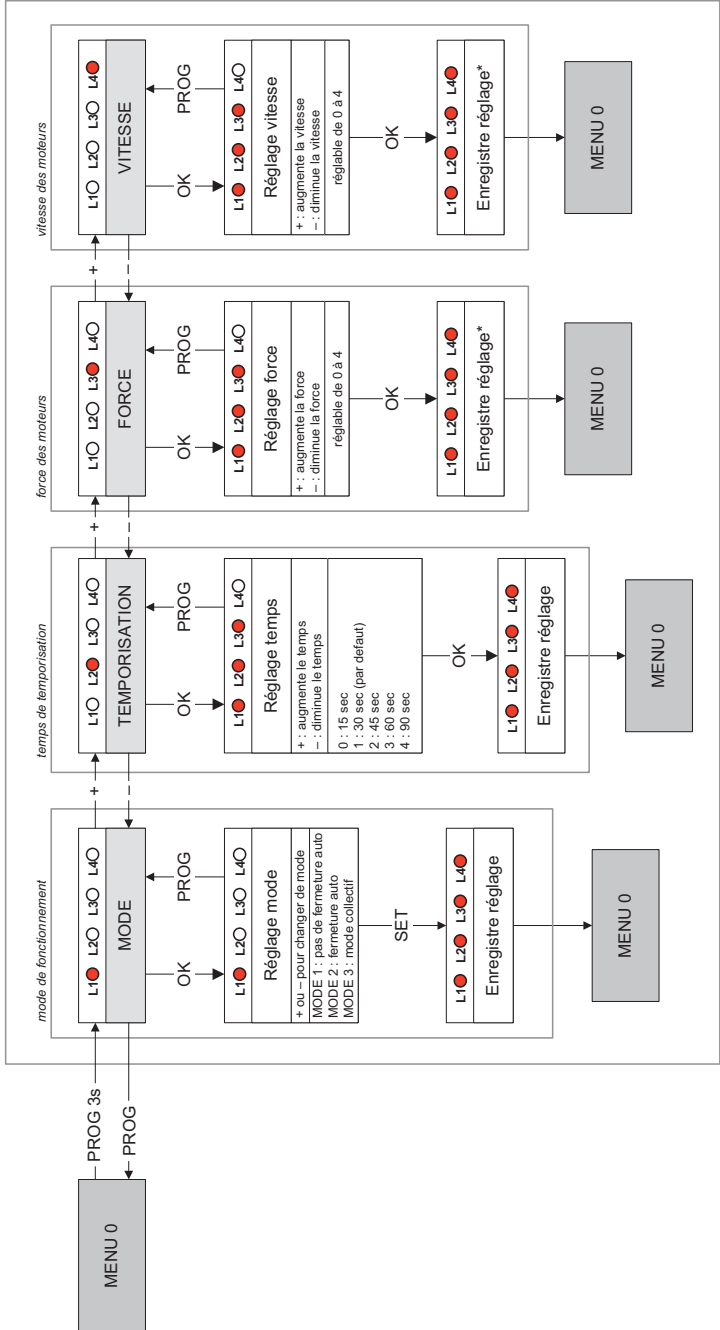 MENU 0
PROG 3s
PROG
mode de fonctionnement
L1 L2 L3 L4
MODE
OK
PROG
L1 L2 L3 L4
Réglage mode
+ ou – pour changer de mode
MODE 1 : pas de fermeture auto
MODE 2 : fermeture auto
MODE 3 : mode collectif
SET
L1 L2 L3 L4
Enregistre réglage
MENU 0
+
–
temps de temporisation
L1 L2 L3 L4
TEMPORISATION
OK
PROG
L1 L2 L3 L4
Réglage temps
+ : augmente le temps
– : diminue le temps
0 : 15 sec
1 : 30 sec (par defaut)
2 : 45 sec
3 : 60 sec
4 : 90 sec
OK
L1 L2 L3 L4
Enregistre réglage
MENU 0
+
–
force des moteurs
L1 L2 L3 L4
FORCE
OK
PROG
L1 L2 L3 L4
Réglage force
+ : augmente la force
– : diminue la force
réglable de 0 à 4
OK
L1 L2 L3 L4
Enregistre réglage*
MENU 0
+
–
vitesse des moteurs
L1 L2 L3 L4
VITESSE
OK
PROG
L1 L2 L3 L4
Réglage vitesse
+ : augmente la vitesse
– : diminue la vitesse
réglable de 0 à 4
OK
L1 L2 L3 L4
Enregistre réglage*
MENU 0